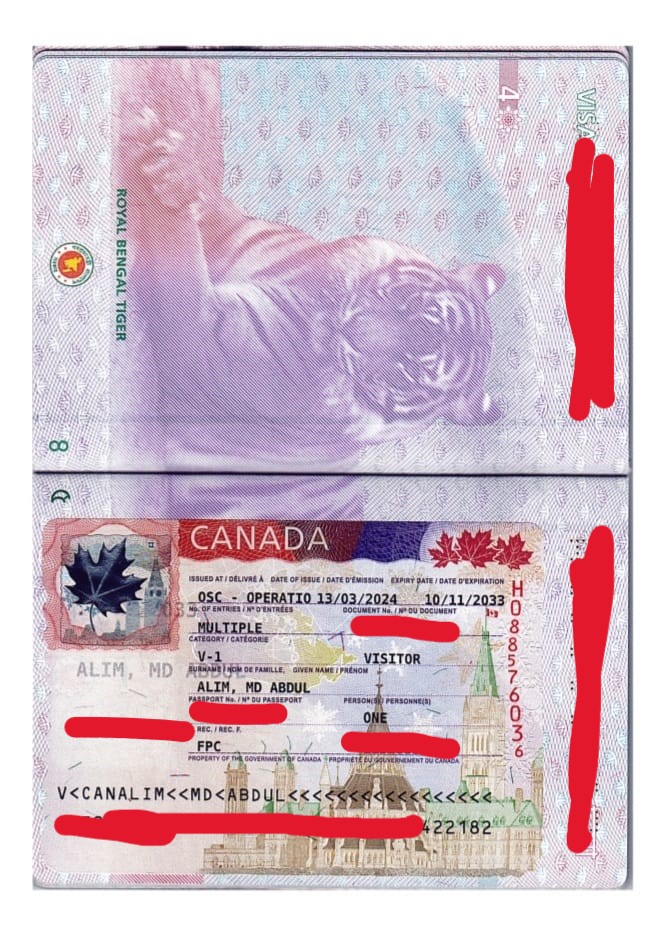 VISA
4
ROYAL BENGAL TIGER
8
CANADA
ISSUED AT / DÉLIVRÉ À DATE OF ISSUE / DATE D'ÉMISSION EXPIRY DATE / DATE D'EXPIRATION
OSC - OPERATIO 13/03/2024 10/11/2033
No. OF ENTRIES / Nº D'ENTRÉES DOCUMENT No. / Nº DU DOCUMENT
MULTIPLE
CATEGORY / CATÉGORIE
V-1 VISITOR
SURNAME / NOM DE FAMILLE, GIVEN NAME / PRÉNOM
ALIM, MD ABDUL
ALIM, MD ABDUL
PASSPORT No. / Nº DU PASSEPORT PERSON(S) / PERSONNE(S)
ONE
REC. / REC. F.
FPC
PROPERTY OF THE GOVERNMENT OF CANADA PROPRIÉTÉ DU GOUVERNEMENT DU CANADA
H088576036
V<CANALIM<<MD<ABDUL<<<<<<<<<<<<<<<<<
422182